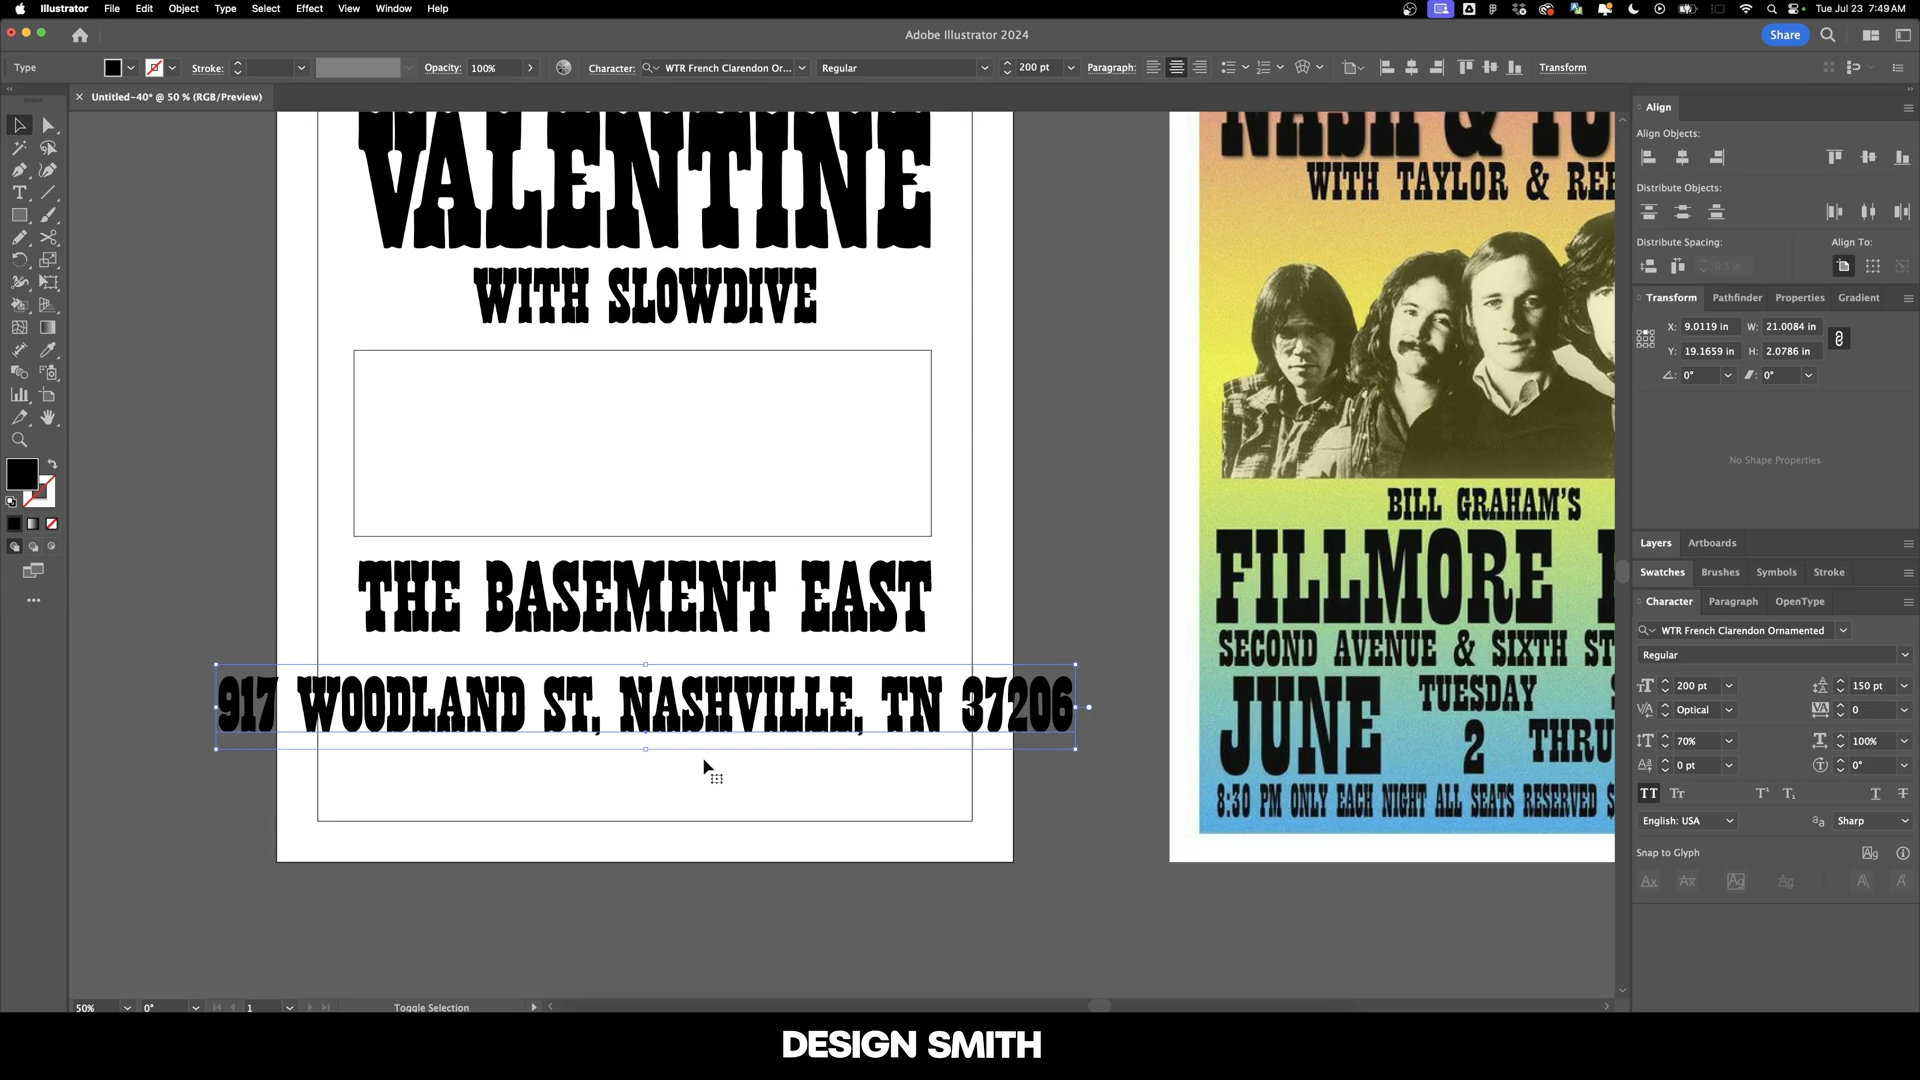 Illustrator File Edit Object Type Select Effect View Window Help Tue Jul 23 7:49 AM
Adobe Illustrator 2024 Share
Type Stroke: Opacity: 100% Character: WTR French Clarendon Or... Regular 200 pt Paragraph: Transform
Untitled-40* @ 50 % (RGB/Preview)
VALENTINE
WITH SLOWDIVE
THE BASEMENT EAST
917 WOODLAND ST, NASHVILLE, TN 37206
NASH & YOU
WITH TAYLOR & REE
BILL GRAHAM'S
FILLMORE
SECOND AVENUE & SIXTH ST
JUNE TUESDAY
2 THRU
8:30 PM ONLY EACH NIGHT ALL SEATS RESERVED $
Align
Align Objects:
Distribute Objects:
Distribute Spacing: Align To:
0.5 in
Transform Pathfinder Properties Gradient
X: 9.0119 in W: 21.0084 in
Y: 19.1659 in H: 2.0786 in
0° 0°
No Shape Properties
Layers Artboards
Swatches Brushes Symbols Stroke
Character Paragraph OpenType
WTR French Clarendon Ornamented
Regular
200 pt 150 pt
Optical 0
70% 100%
0 pt 0°
English: USA Sharp
Snap to Glyph
50% 0° 1 Toggle Selection
DESIGN SMITH